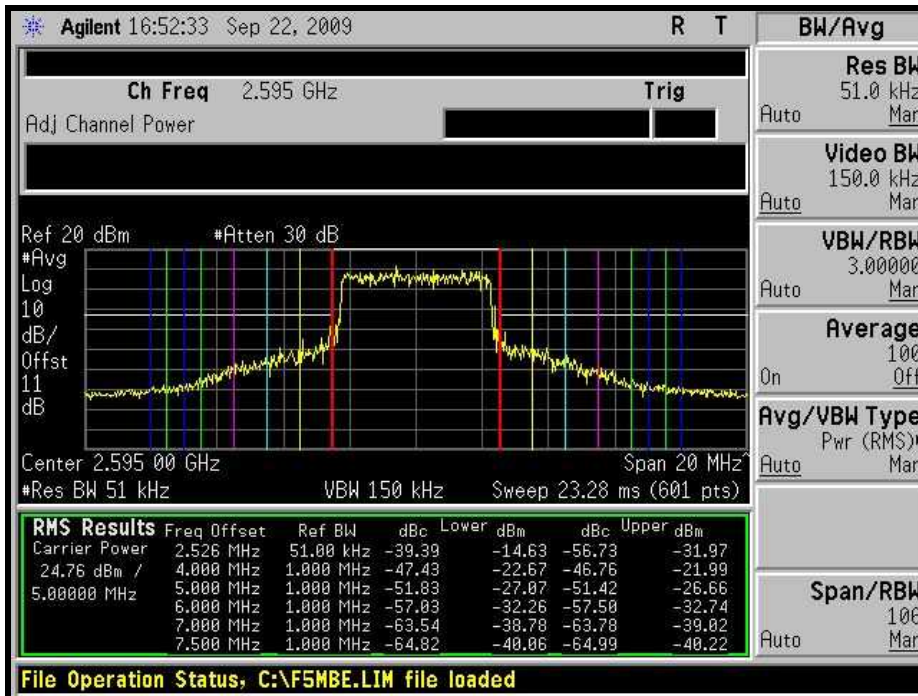 Agilent 16:52:33 Sep 22, 2009 R T
Ch Freq 2.595 GHz Trig
Adj Channel Power
Ref 20 dBm #Atten 30 dB
#Avg
Log
10
dB/
Offst
11
dB
Center 2.595 00 GHz Span 20 MHz^
#Res BW 51 kHz VBW 150 kHz Sweep 23.28 ms (601 pts)
RMS Results Freq Offset Ref BW dBc Lower dBm dBc Upper dBm
Carrier Power 2.526 MHz 51.00 kHz -39.39 -14.63 -56.73 -31.97
24.76 dBm / 4.000 MHz 1.000 MHz -47.43 -22.67 -46.76 -21.99
5.00000 MHz 5.000 MHz 1.000 MHz -51.83 -27.07 -51.42 -26.66
6.000 MHz 1.000 MHz -57.03 -32.26 -57.50 -32.74
7.000 MHz 1.000 MHz -63.54 -38.78 -63.78 -39.02
7.500 MHz 1.000 MHz -64.82 -40.06 -64.99 -40.22
File Operation Status, C:\F5MBE.LIM file loaded
BW/Avg
Res BW
51.0 kHz
Auto Man
Video BW
150.0 kHz
Auto Man
VBW/RBW
3.00000
Auto Man
Average
100
On Off
Avg/VBW Type
Pwr (RMS)
Auto Man
Span/RBW
106
Auto Man